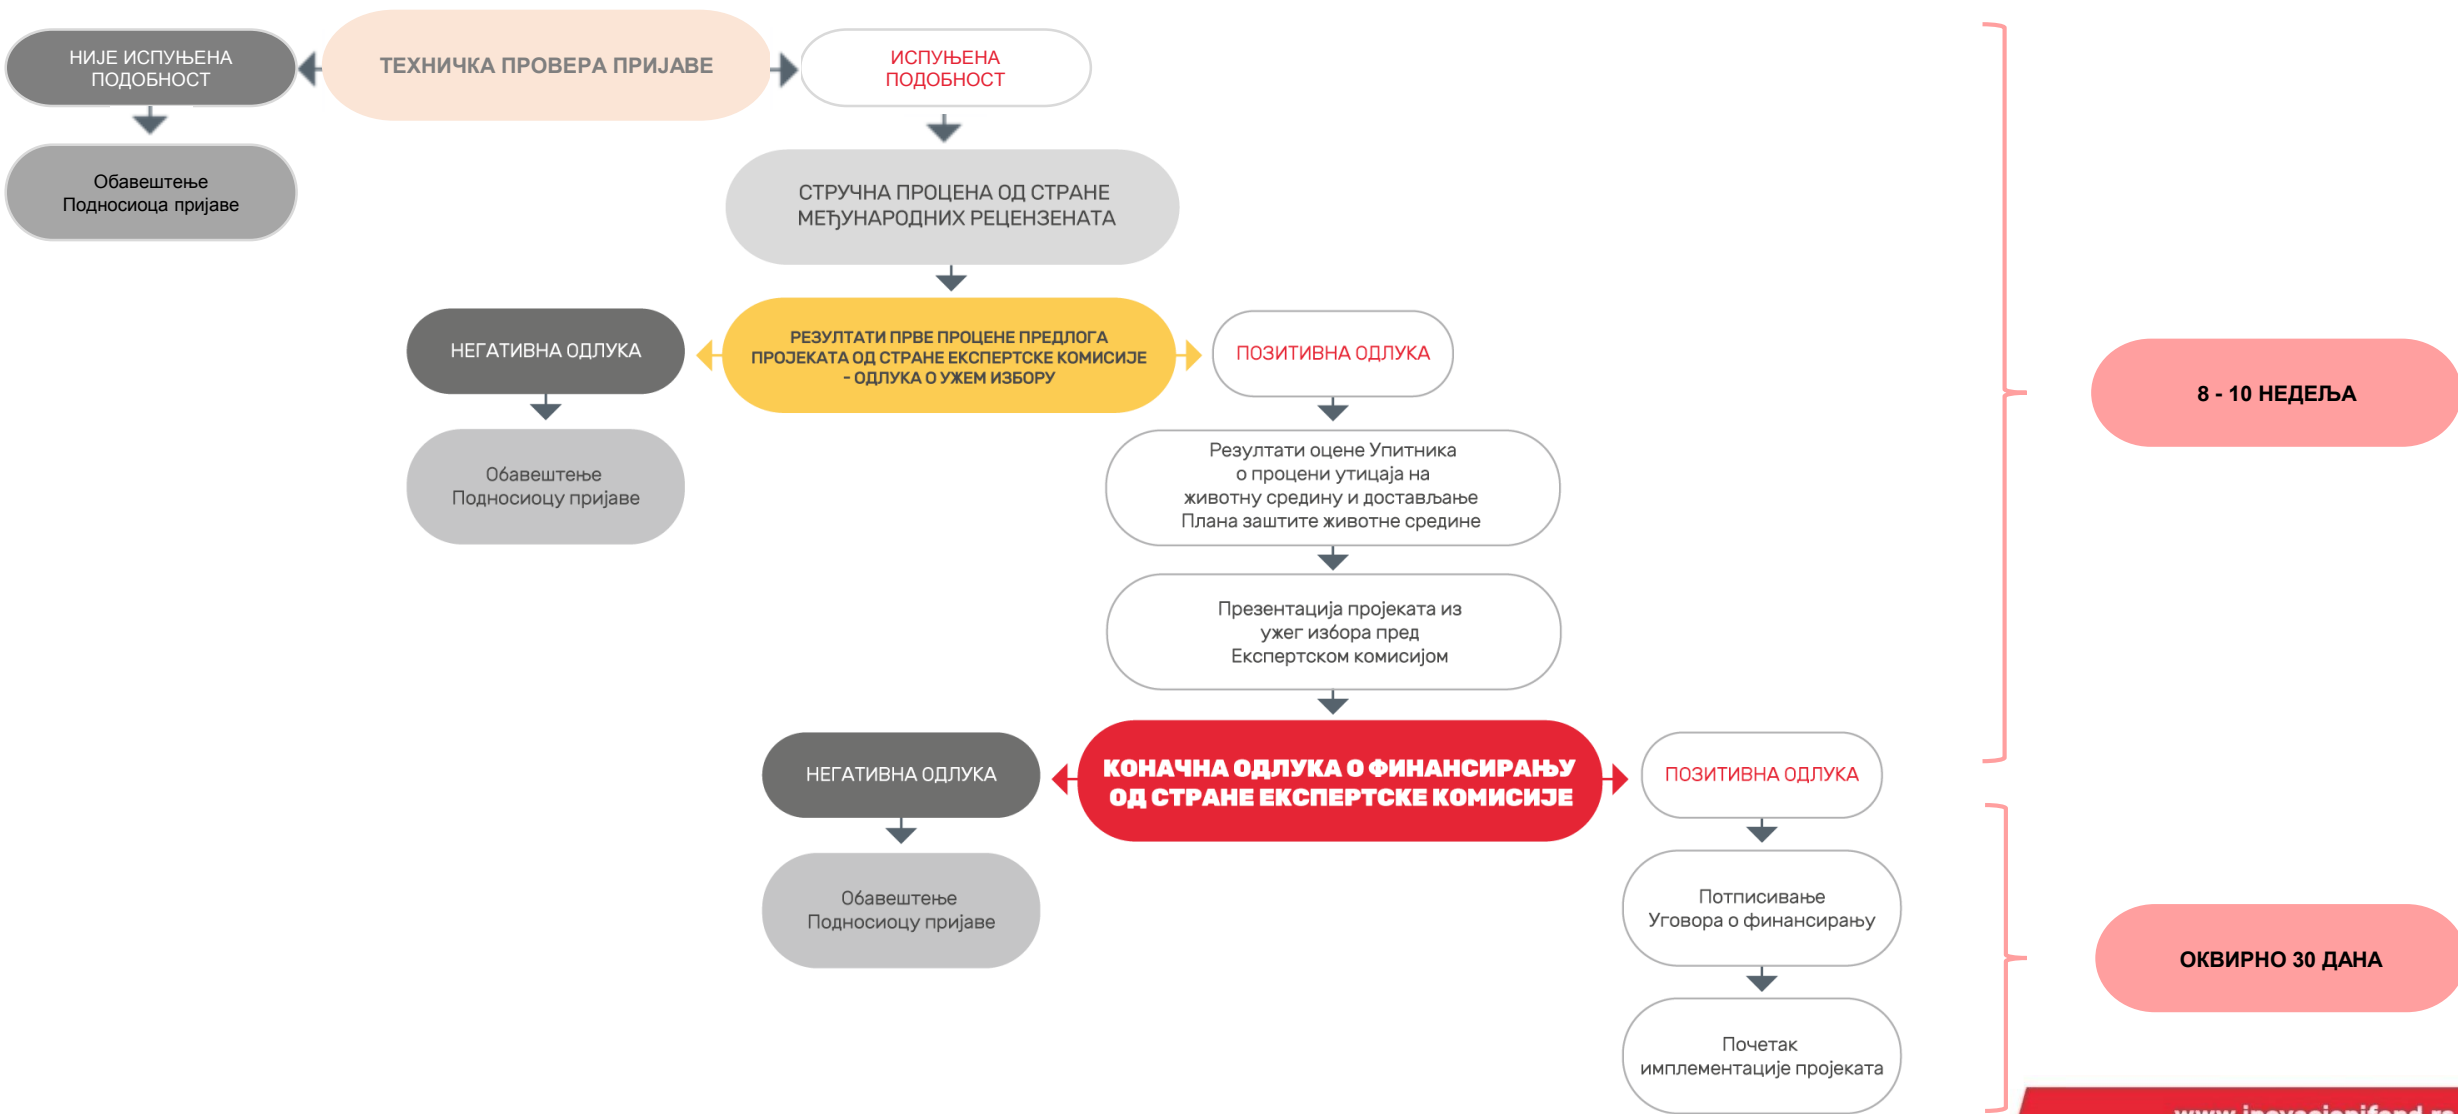 НИЈЕ ИСПУЊЕНА
ПОДОБНОСТ
ТЕХНИЧКА ПРОВЕРА ПРИЈАВЕ
ИСПУЊЕНА
ПОДОБНОСТ
Обавештење
Подносиоца пријаве
СТРУЧНА ПРОЦЕНА ОД СТРАНЕ
МЕЂУНАРОДНИХ РЕЦЕНЗЕНАТА
НЕГАТИВНА ОДЛУКА
РЕЗУЛТАТИ ПРВЕ ПРОЦЕНЕ ПРЕДЛОГА
ПРОЈЕКАТА ОД СТРАНЕ ЕКСПЕРТСКЕ КОМИСИЈЕ
- ОДЛУКА О УЖЕМ ИЗБОРУ
ПОЗИТИВНА ОДЛУКА
8 - 10 НЕДЕЉА
Обавештење
Подносиоцу пријаве
Резултати оцене Упитника
о процени утицаја на
животну средину и достављање
Плана заштите животне средине
Презентација пројеката из
ужег избора пред
Експертском комисијом
НЕГАТИВНА ОДЛУКА
КОНАЧНА ОДЛУКА О ФИНАНСИРАЊУ
ОД СТРАНЕ ЕКСПЕРТСКЕ КОМИСИЈЕ
ПОЗИТИВНА ОДЛУКА
Обавештење
Подносиоцу пријаве
Потписивање
Уговора о финансирању
ОКВИРНО 30 ДАНА
Почетак
имплементације пројеката